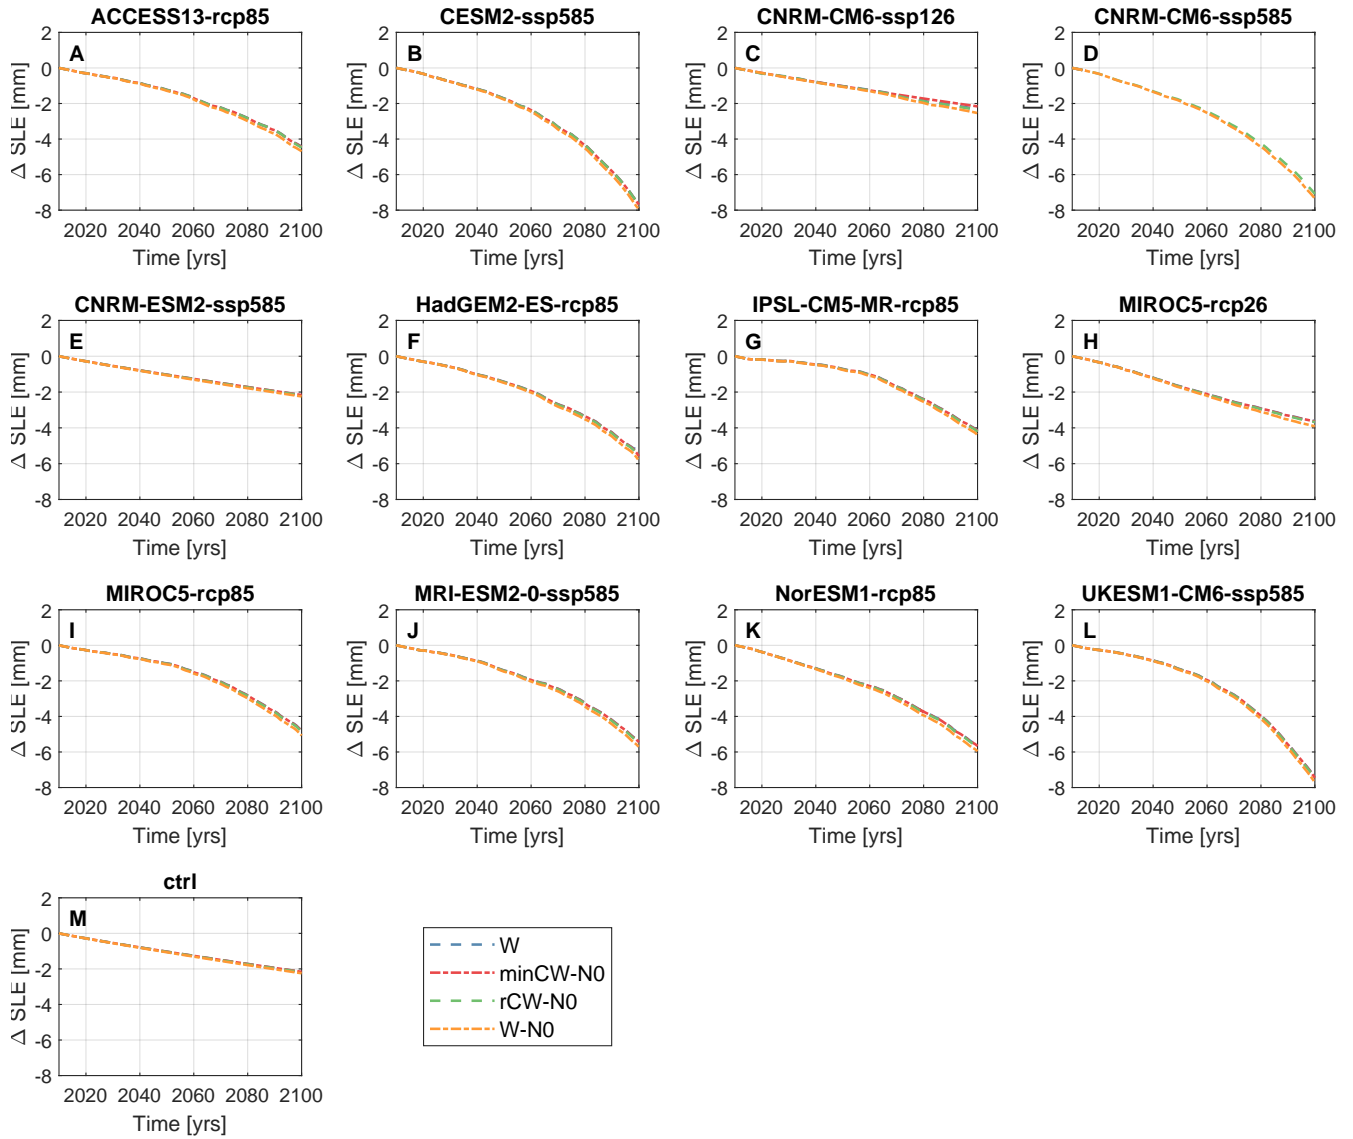 ACCESS13-rcp85
A
2
0
-2
-4
-6
-8
Δ SLE [mm]
2020 2040 2060 2080 2100
Time [yrs]
CESM2-ssp585
B
2
0
-2
-4
-6
-8
Δ SLE [mm]
2020 2040 2060 2080 2100
Time [yrs]
CNRM-CM6-ssp126
C
2
0
-2
-4
-6
-8
Δ SLE [mm]
2020 2040 2060 2080 2100
Time [yrs]
CNRM-CM6-ssp585
D
2
0
-2
-4
-6
-8
Δ SLE [mm]
2020 2040 2060 2080 2100
Time [yrs]
CNRM-ESM2-ssp585
E
2
0
-2
-4
-6
-8
Δ SLE [mm]
2020 2040 2060 2080 2100
Time [yrs]
HadGEM2-ES-rcp85
F
2
0
-2
-4
-6
-8
Δ SLE [mm]
2020 2040 2060 2080 2100
Time [yrs]
IPSL-CM5-MR-rcp85
G
2
0
-2
-4
-6
-8
Δ SLE [mm]
2020 2040 2060 2080 2100
Time [yrs]
MIROC5-rcp26
H
2
0
-2
-4
-6
-8
Δ SLE [mm]
2020 2040 2060 2080 2100
Time [yrs]
MIROC5-rcp85
I
2
0
-2
-4
-6
-8
Δ SLE [mm]
2020 2040 2060 2080 2100
Time [yrs]
MRI-ESM2-0-ssp585
J
2
0
-2
-4
-6
-8
Δ SLE [mm]
2020 2040 2060 2080 2100
Time [yrs]
NorESM1-rcp85
K
2
0
-2
-4
-6
-8
Δ SLE [mm]
2020 2040 2060 2080 2100
Time [yrs]
UKESM1-CM6-ssp585
L
2
0
-2
-4
-6
-8
Δ SLE [mm]
2020 2040 2060 2080 2100
Time [yrs]
ctrl
M
2
0
-2
-4
-6
-8
Δ SLE [mm]
2020 2040 2060 2080 2100
Time [yrs]
W
minCW-N0
rCW-N0
W-N0